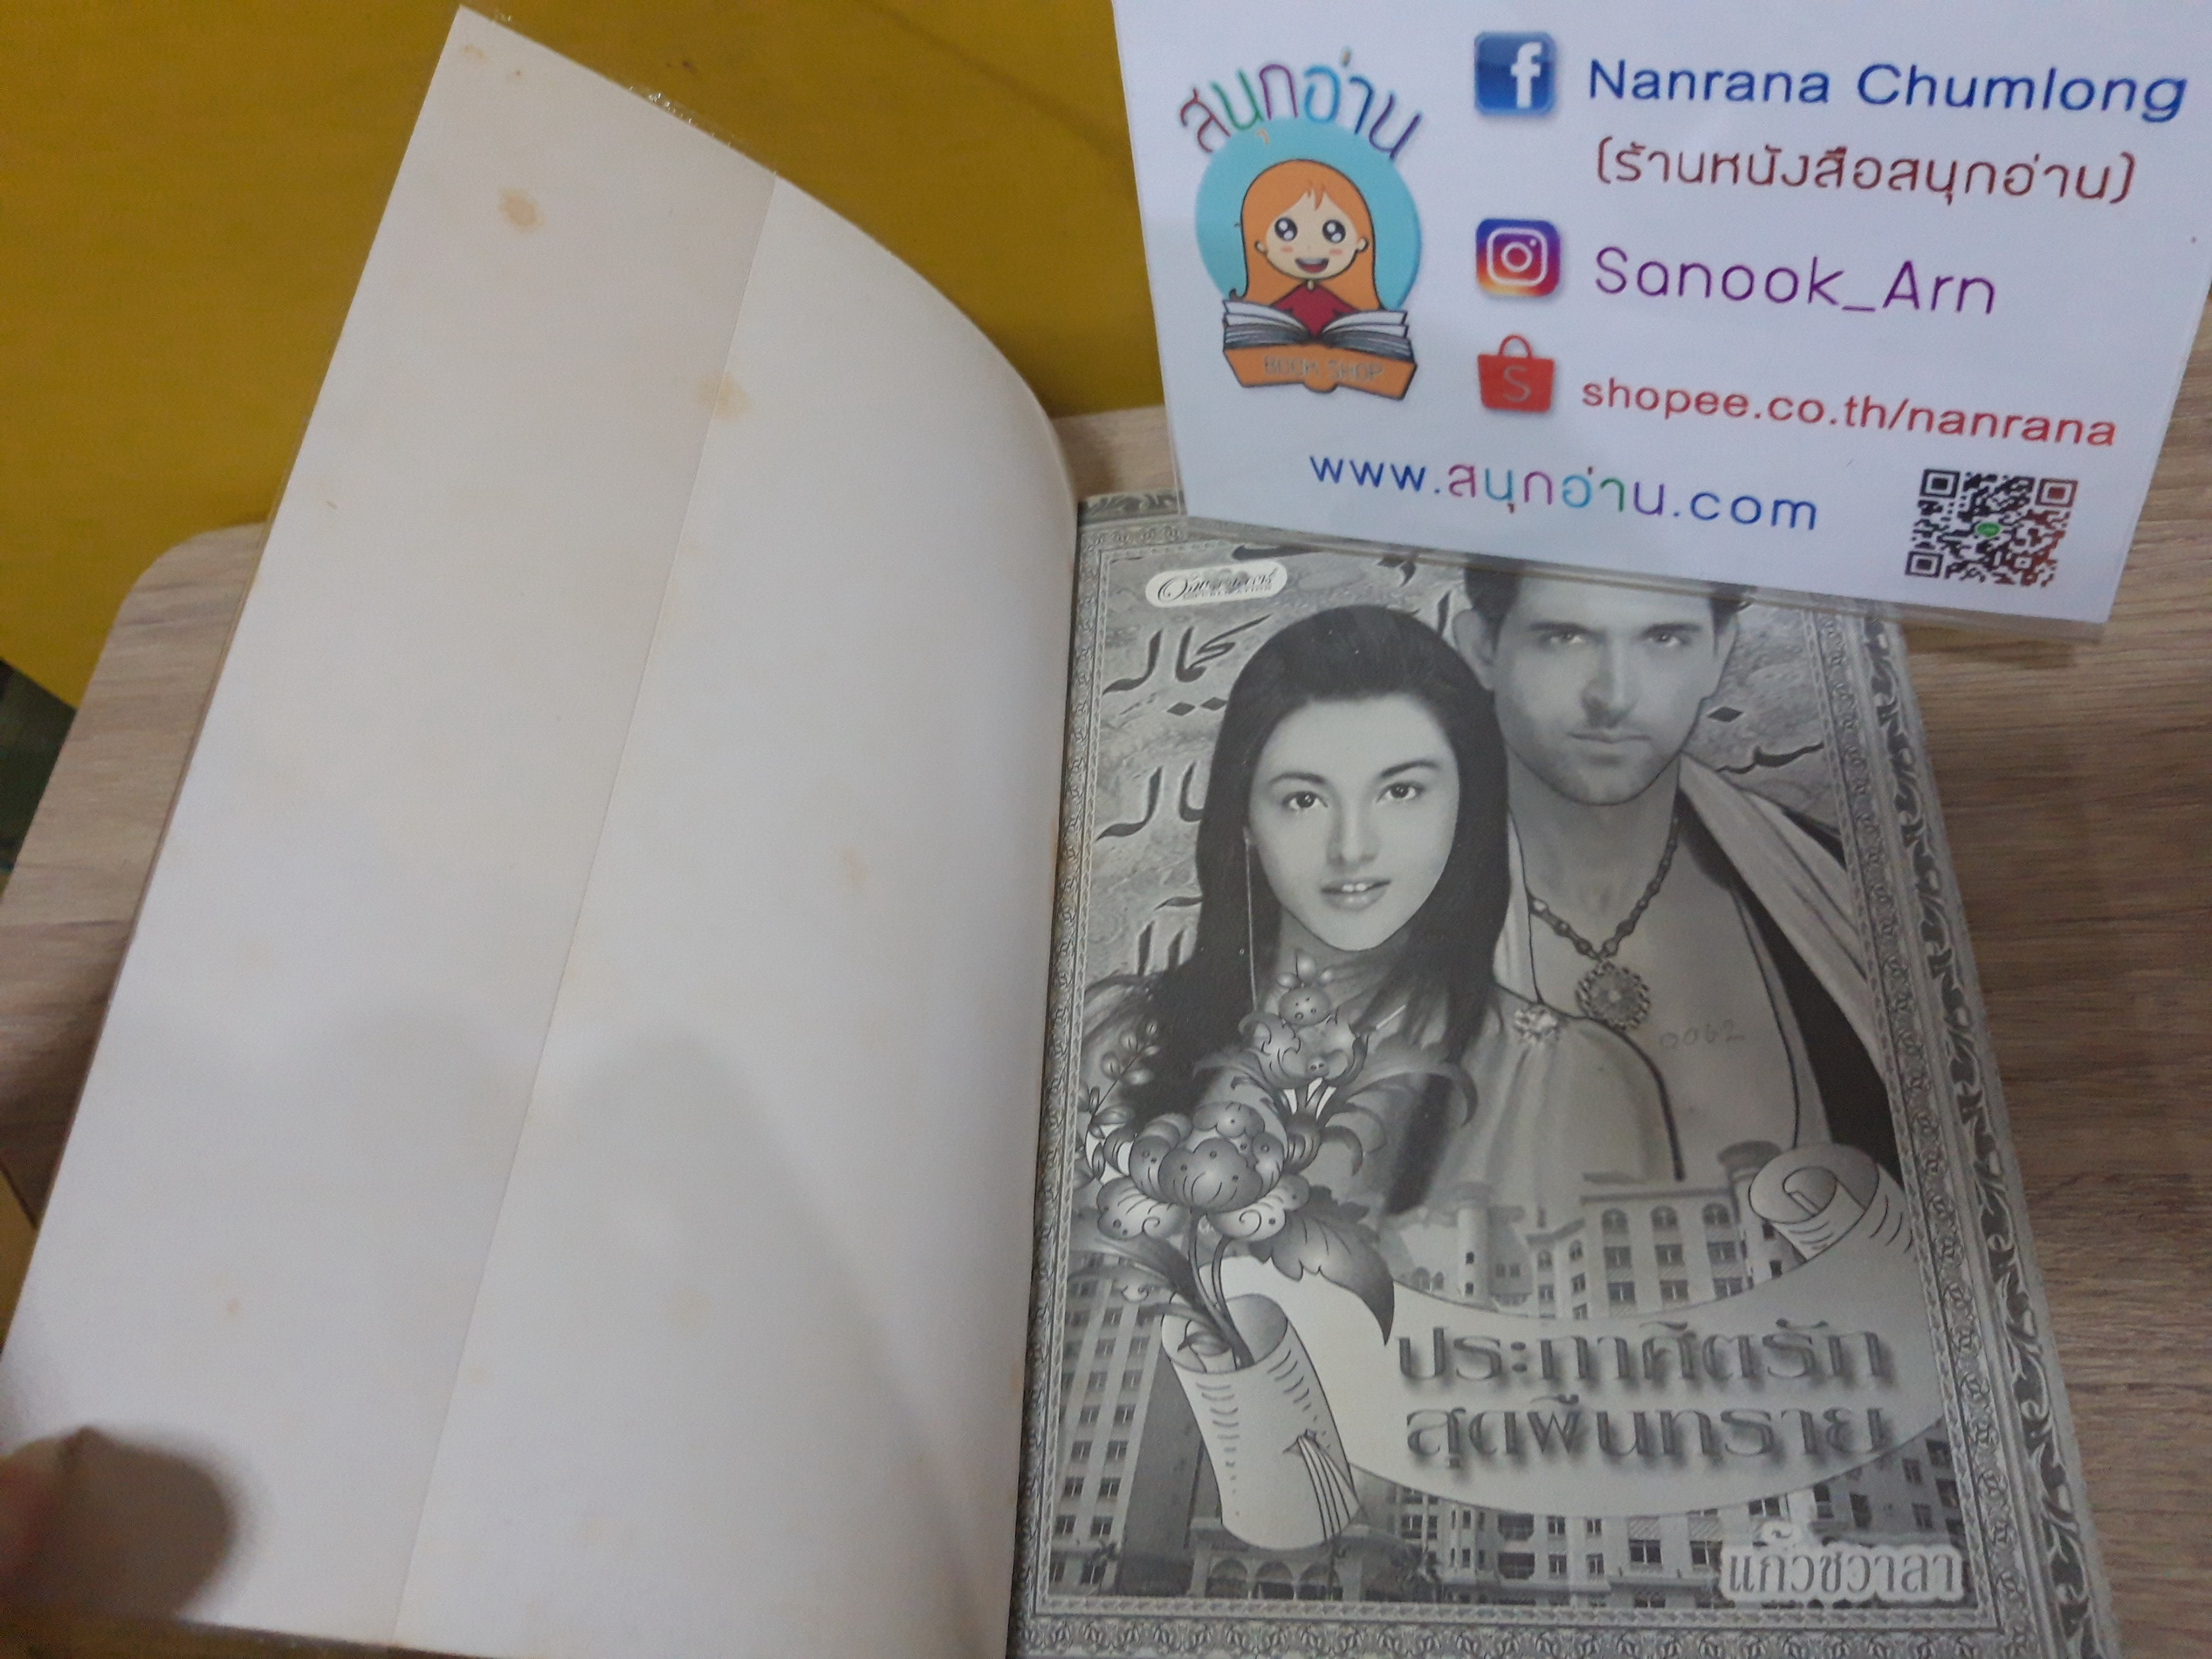 สนุกอ่าน
BOOK SHOP
Nanrana Chumlong
(ร้านหนังสือสนุกอ่าน)
Sanook_Arn
shopee.co.th/nanrana
www.สนุกอ่าน.com
0062
ประกาศิตรัก
สุดผืนทราย
แก้วชวาลา